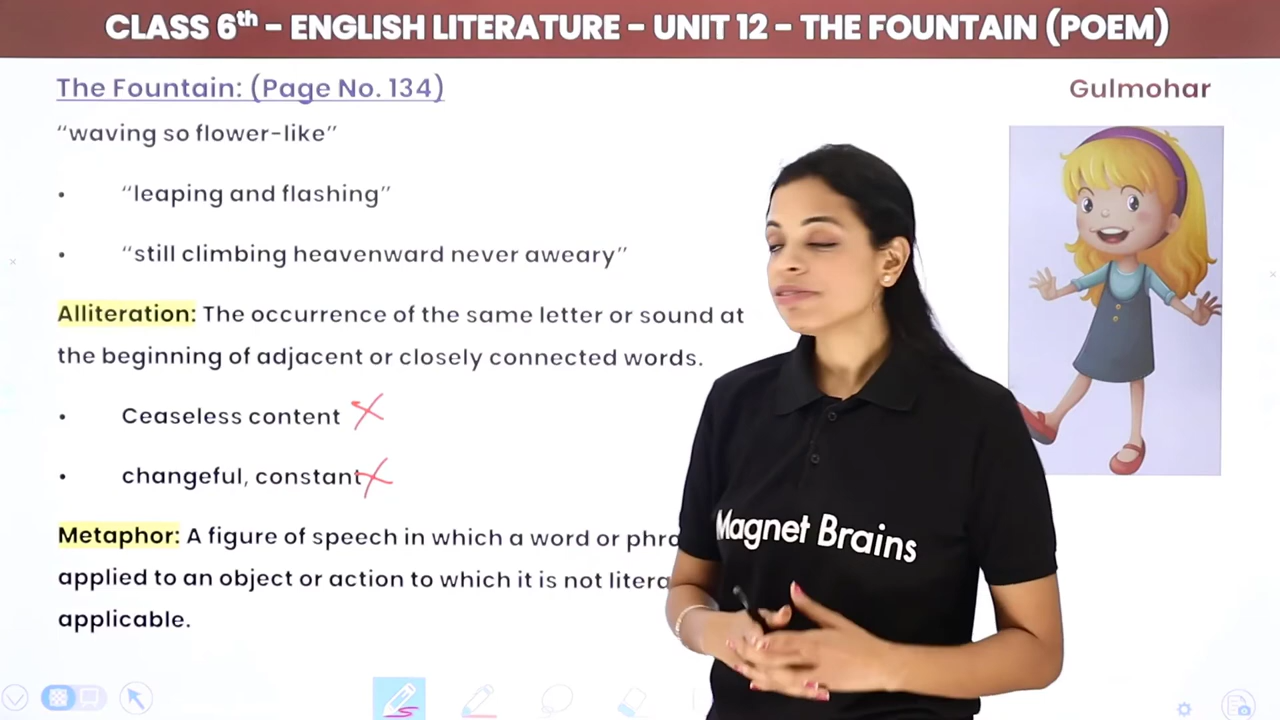 CLASS 6th - ENGLISH LITERATURE - UNIT 12 - THE FOUNTAIN (POEM)
The Fountain: (Page No. 134)
Gulmohar
“waving so flower-like”
• “leaping and flashing”
• “still climbing heavenward never aweary”
Alliteration: The occurrence of the same letter or sound at
the beginning of adjacent or closely connected words.
• Ceaseless content
• changeful, constant
Metaphor: A figure of speech in which a word or
applied to an object or action to which it is not
applicable.
Magnet Brains